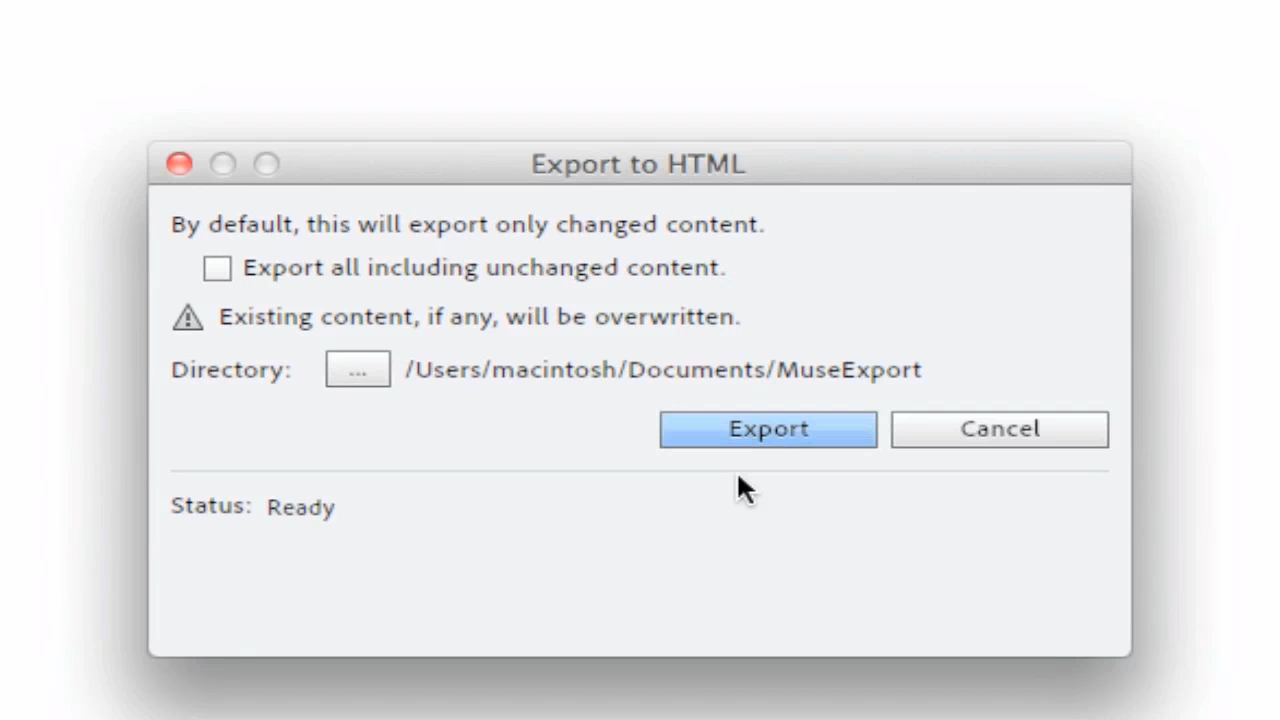 Export to HTML
By default, this will export only changed content.
Export all including unchanged content.
Existing content, if any, will be overwritten.
Directory: ... /Users/macintosh/Documents/MuseExport
Export Cancel
Status: Ready